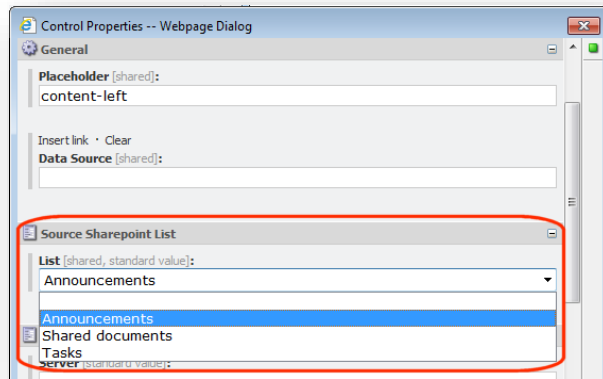 Control Properties -- Webpage Dialog
General
Placeholder [shared]:
content-left
Insert link · Clear
Data Source [shared]:
Source Sharepoint List
List [shared, standard value]:
Announcements
Announcements
Shared documents
Tasks
Server [standard value]: